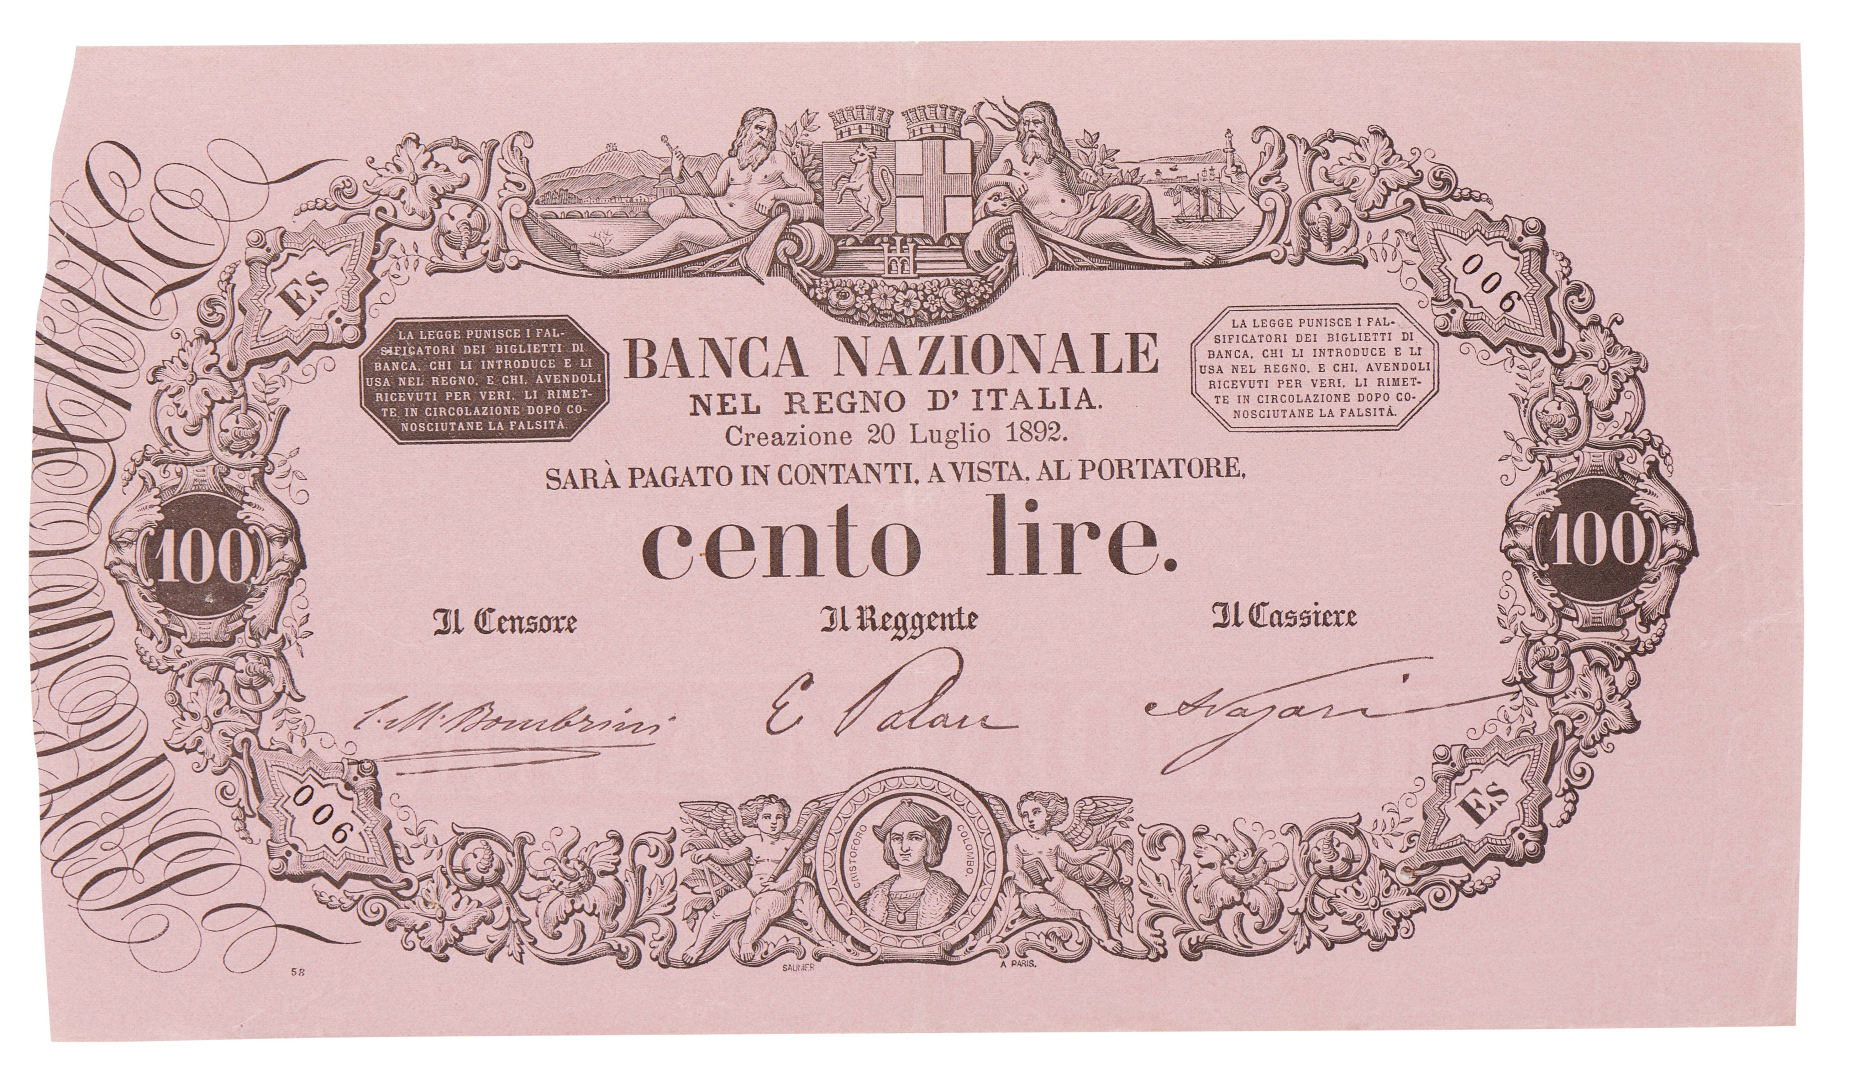 Es
006
LA LEGGE PUNISCE I FAL-
SIFICATORI DEI BIGLIETTI DI
BANCA, CHI LI INTRODUCE E LI
USA NEL REGNO, E CHI, AVENDOLI
RICEVUTI PER VERI, LI RIMET-
TE IN CIRCOLAZIONE DOPO CO-
NOSCIUTANE LA FALSITÀ
BANCA NAZIONALE
NEL REGNO D'ITALIA.
Creazione 20 Luglio 1892.
LA LEGGE PUNISCE I FAL-
SIFICATORI DEI BIGLIETTI DI
BANCA, CHI LI INTRODUCE E LI
USA NEL REGNO, E CHI, AVENDOLI
RICEVUTI PER VERI, LI RIMET-
TE IN CIRCOLAZIONE DOPO CO-
NOSCIUTANE LA FALSITÀ.
SARÀ PAGATO IN CONTANTI, A VISTA, AL PORTATORE,
100
cento lire.
100
Il Censore
Il Reggente
Il Cassiere
C. M. Bombrini
E
Nazari
006
Es
CRISTOFORO COLOMBO
58
SAUNIER
A PARIS.